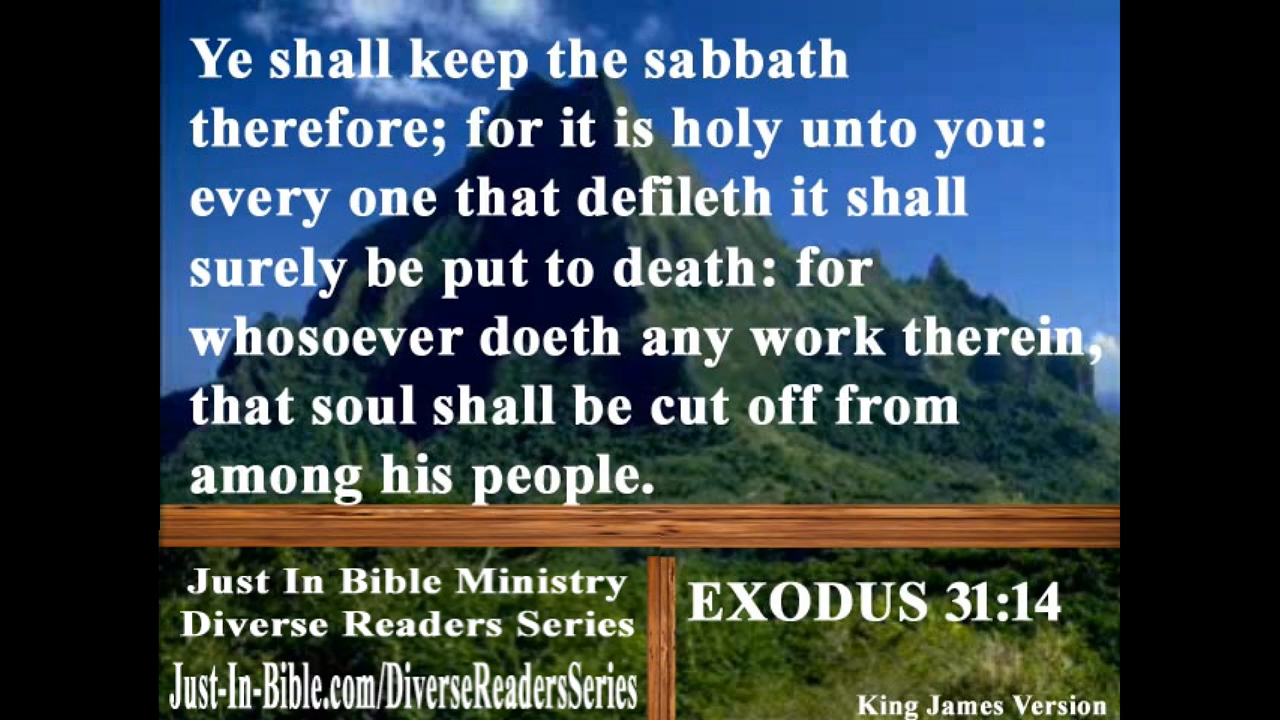 Ye shall keep the sabbath
therefore; for it is holy unto you:
every one that defileth it shall
surely be put to death: for
whosoever doeth any work therein,
that soul shall be cut off from
among his people.
Just In Bible Ministry
Diverse Readers Series
Just-In-Bible.com/DiverseReadersSeries
EXODUS 31:14
King James Version